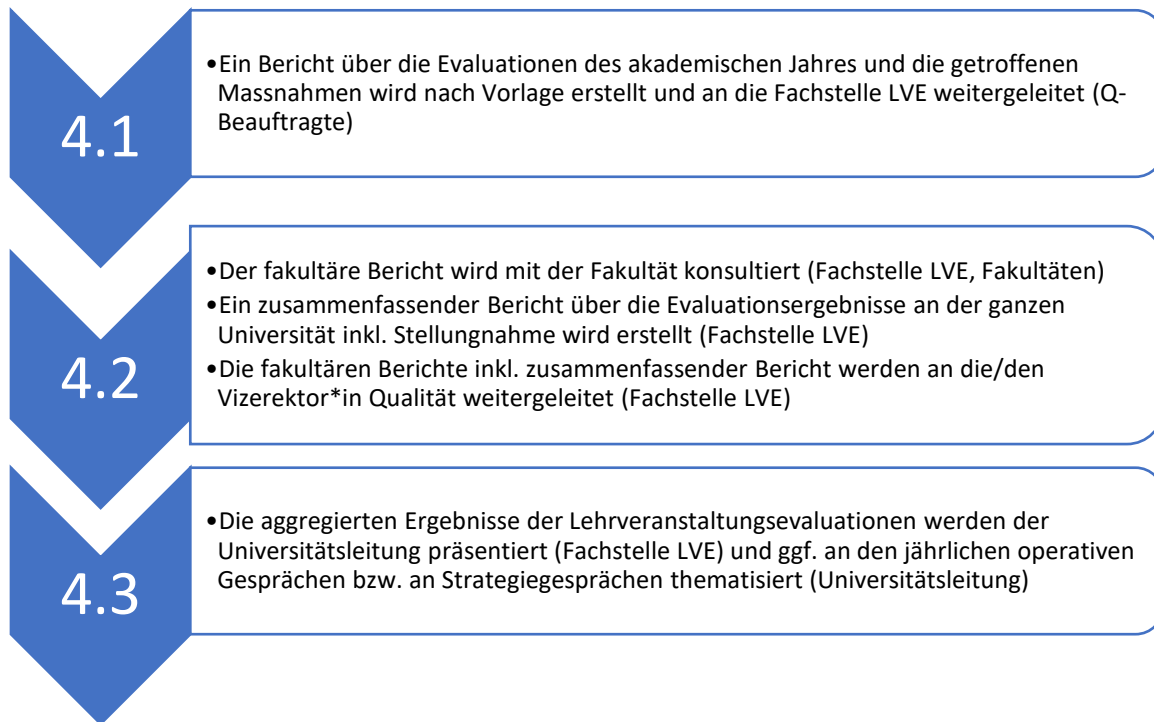 4.1
•Ein Bericht über die Evaluationen des akademischen Jahres und die getroffenen
Massnahmen wird nach Vorlage erstellt und an die Fachstelle LVE weitergeleitet (Q-
Beauftragte)
4.2
•Der fakultäre Bericht wird mit der Fakultät konsultiert (Fachstelle LVE, Fakultäten)
•Ein zusammenfassender Bericht über die Evaluationsergebnisse an der ganzen
Universität inkl. Stellungnahme wird erstellt (Fachstelle LVE)
•Die fakultären Berichte inkl. zusammenfassender Bericht werden an die/den
Vizerektor*in Qualität weitergeleitet (Fachstelle LVE)
4.3
•Die aggregierten Ergebnisse der Lehrveranstaltungsevaluationen werden der
Universitätsleitung präsentiert (Fachstelle LVE) und ggf. an den jährlichen operativen
Gesprächen bzw. an Strategiegesprächen thematisiert (Universitätsleitung)